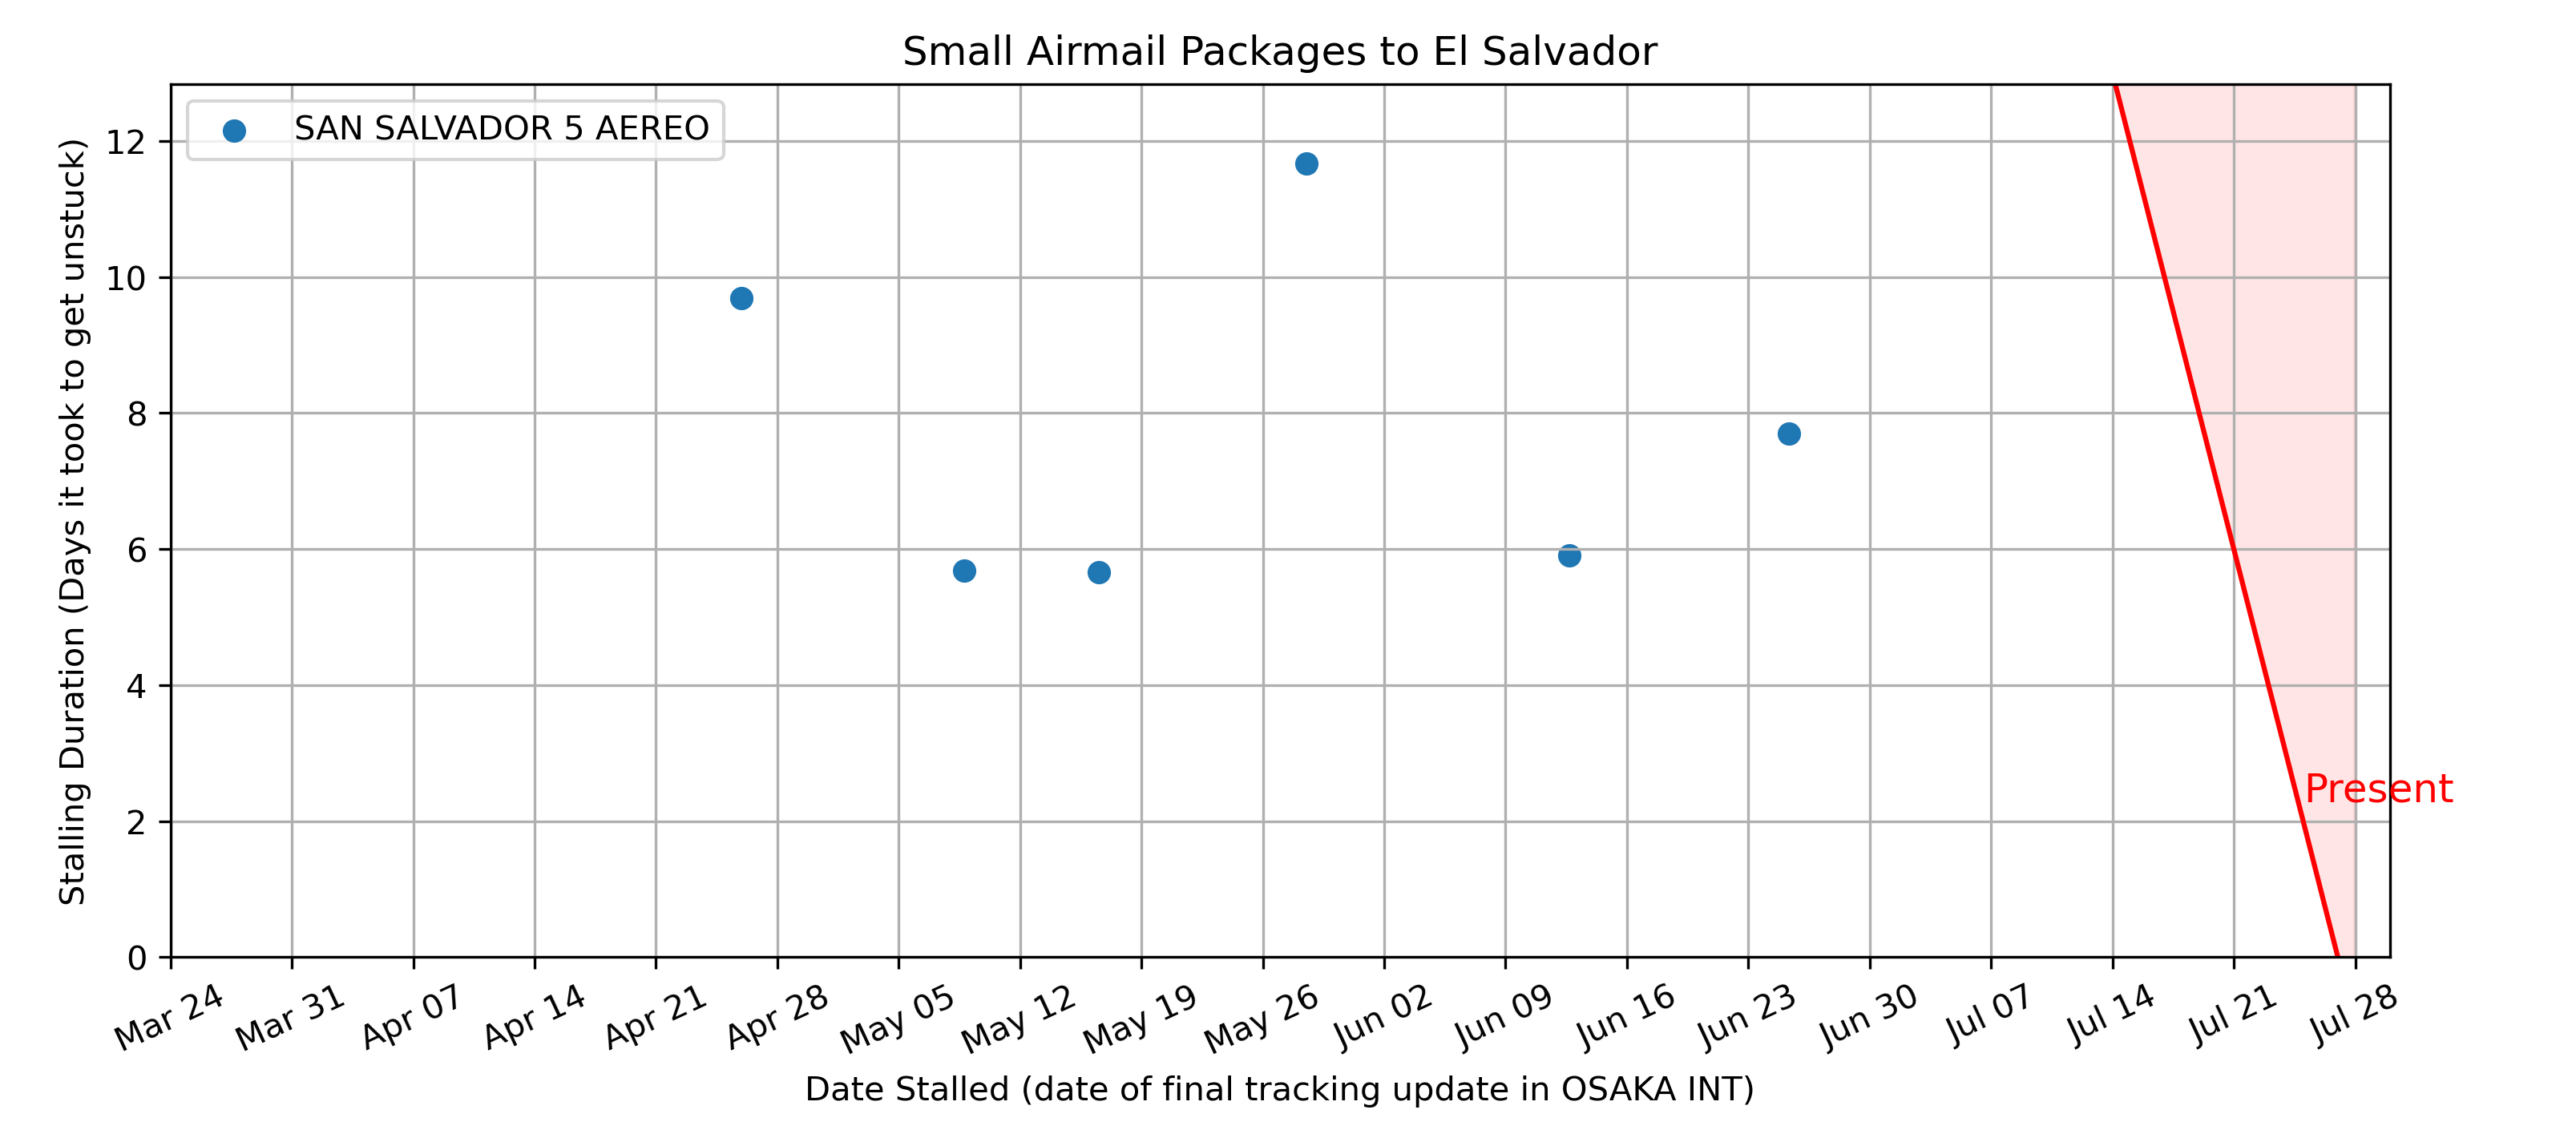 Small Airmail Packages to El Salvador
SAN SALVADOR 5 AEREO
Stalling Duration (Days it took to get unstuck)
12
10
8
6
4
2
0
Present
Mar 24
Mar 31
Apr 07
Apr 14
Apr 21
Apr 28
May 05
May 12
May 19
May 26
Jun 02
Jun 09
Jun 16
Jun 23
Jun 30
Jul 07
Jul 14
Jul 21
Jul 28
Date Stalled (date of final tracking update in OSAKA INT)